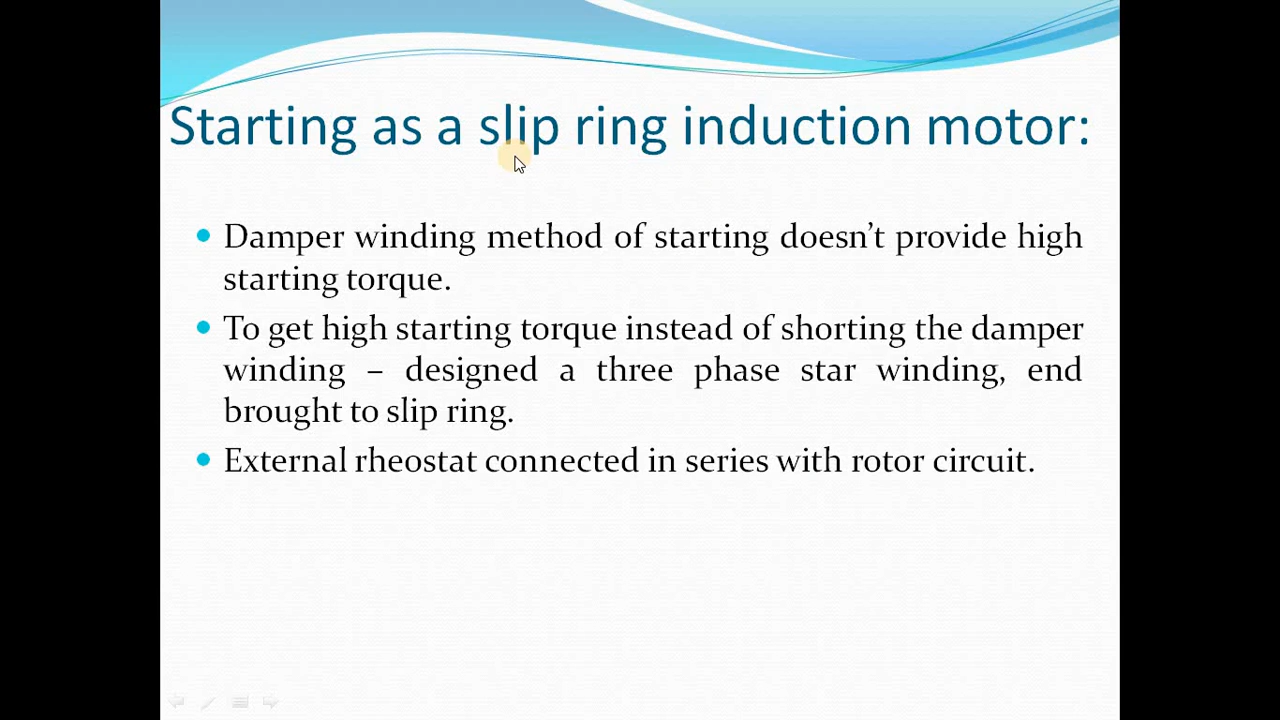 Starting as a slip ring induction motor:
Damper winding method of starting doesn’t provide high
starting torque.
To get high starting torque instead of shorting the damper
winding – designed a three phase star winding, end
brought to slip ring.
External rheostat connected in series with rotor circuit.